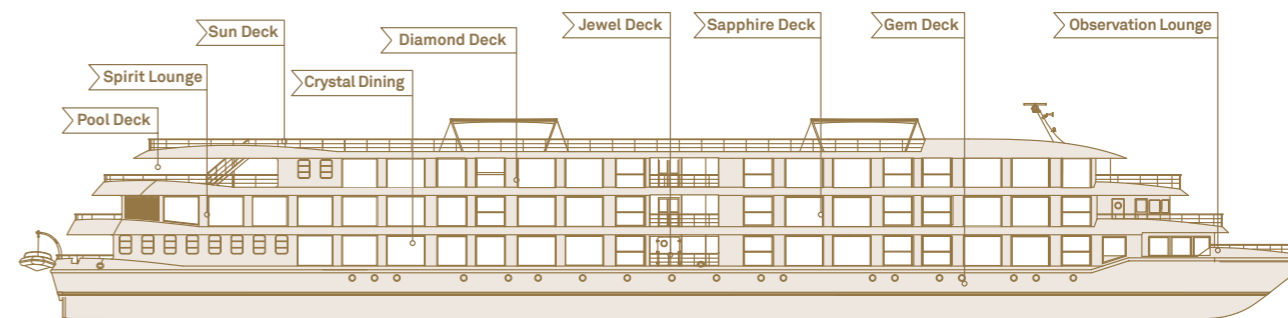 Sun Deck
Diamond Deck
Jewel Deck
Sapphire Deck
Gem Deck
Observation Lounge
Spirit Lounge
Crystal Dining
Pool Deck